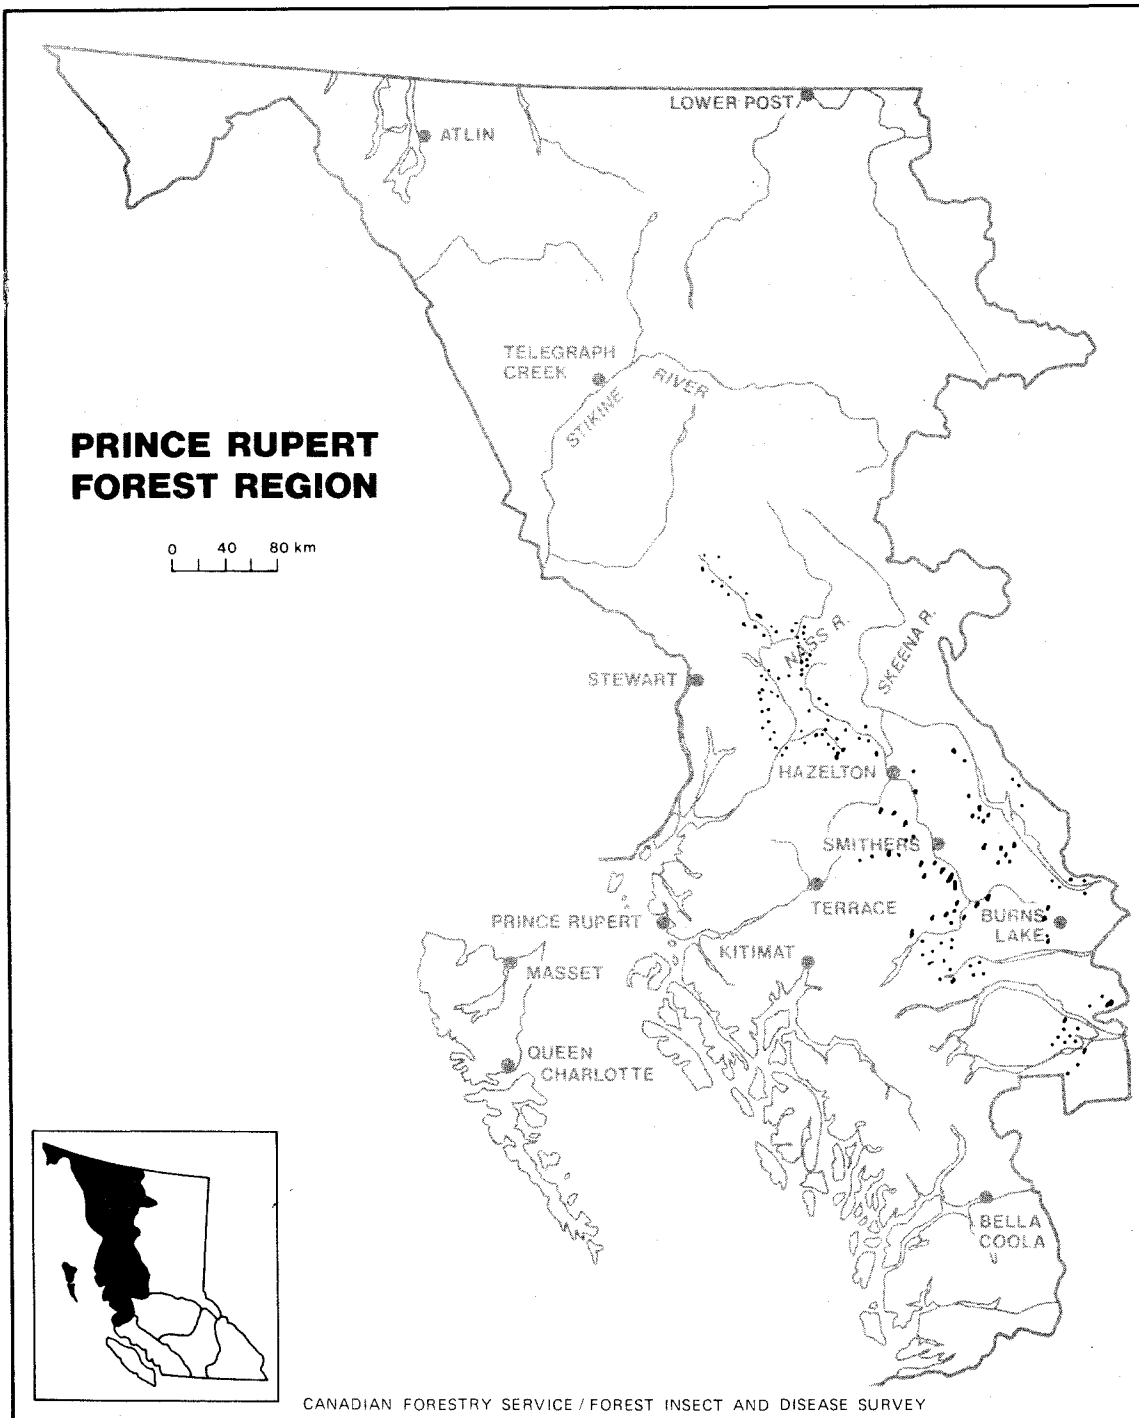 LOWER POST
ATLIN
TELEGRAPH
CREEK
STIKINE
RIVER
PRINCE RUPERT
FOREST REGION
0 40 80 km
NASS R.
SKEENA R.
STEWART
HAZELTON
SMITHERS
TERRACE
PRINCE RUPERT
BURNS
LAKE
KITIMAT
MASSET
QUEEN
CHARLOTTE
BELLA
COOLA
CANADIAN FORESTRY SERVICE / FOREST INSECT AND DISEASE SURVEY